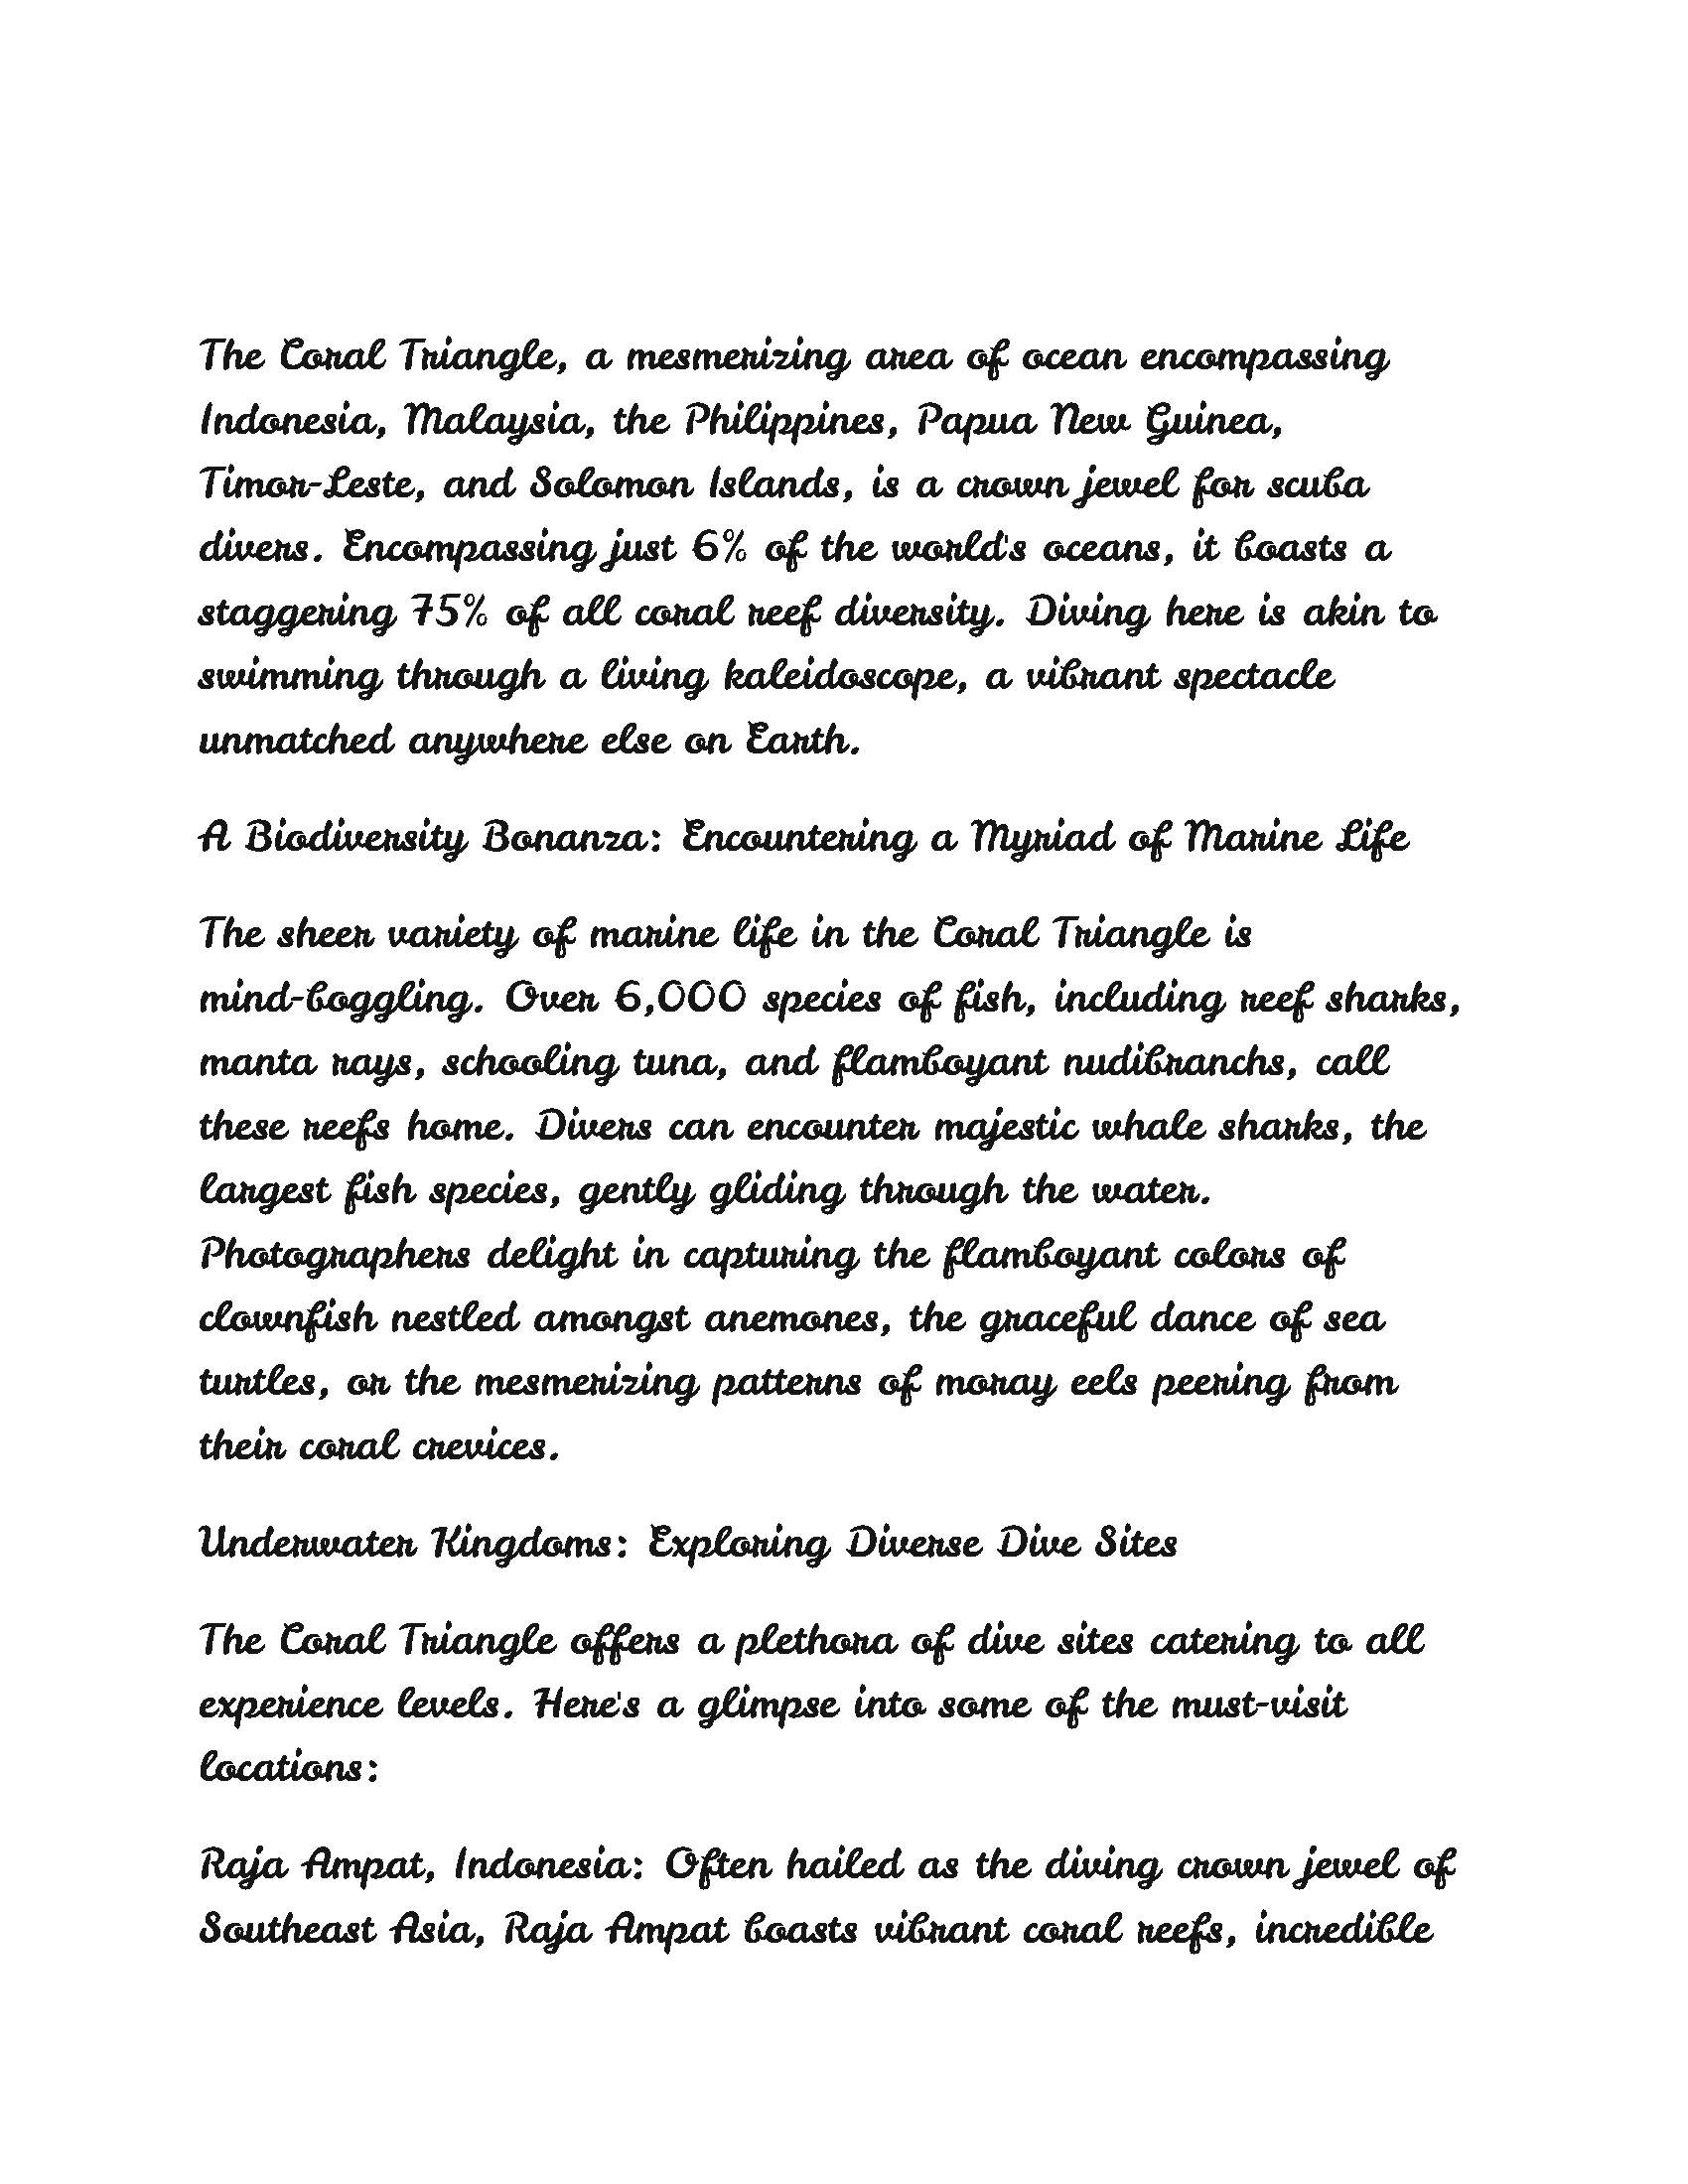 The Coral Triangle, a mesmerizing area of ocean encompassing
Indonesia, Malaysia, the Philippines, Papua New Guinea,
Timor-Leste, and Solomon Islands, is a crown jewel for scuba
divers. Encompassing just 6% of the world's oceans, it boasts a
staggering 75% of all coral reef diversity. Diving here is akin to
swimming through a living kaleidoscope, a vibrant spectacle
unmatched anywhere else on Earth.
A Biodiversity Bonanza: Encountering a Myriad of Marine Life
The sheer variety of marine life in the Coral Triangle is
mind-boggling. Over 6,000 species of fish, including reef sharks,
manta rays, schooling tuna, and flamboyant nudibranchs, call
these reefs home. Divers can encounter majestic whale sharks, the
largest fish species, gently gliding through the water.
Photographers delight in capturing the flamboyant colors of
clownfish nestled amongst anemones, the graceful dance of sea
turtles, or the mesmerizing patterns of moray eels peering from
their coral crevices.
Underwater Kingdoms: Exploring Diverse Dive Sites
The Coral Triangle offers a plethora of dive sites catering to all
experience levels. Here's a glimpse into some of the must-visit
locations:
Raja Ampat, Indonesia: Often hailed as the diving crown jewel of
Southeast Asia, Raja Ampat boasts vibrant coral reefs, incredible